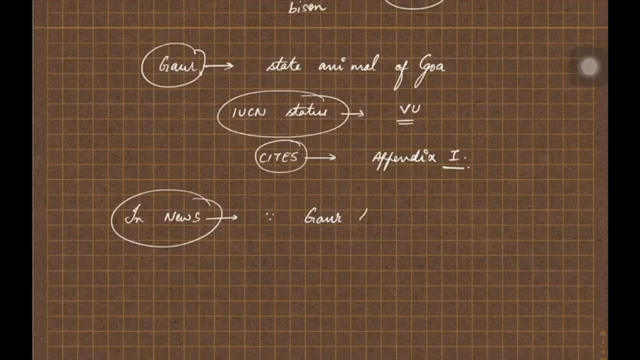 bison
Gaur → state animal of Goa
IUCN status → VU
CITES → Appendix I.
In News → ∵ Gaur (